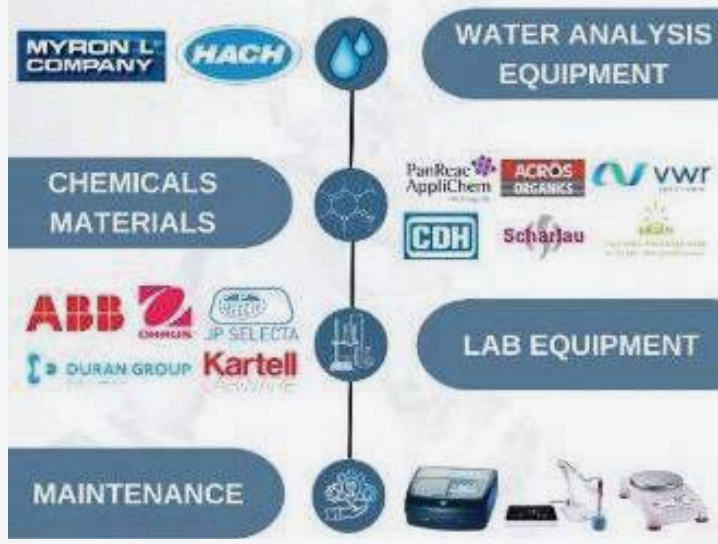 MYRON L
COMPANY
HACH
WATER ANALYSIS
EQUIPMENT
CHEMICALS
MATERIALS
PanReac
AppliChem
ACROS
ORGANICS
vwr
CDH
Scharlau
ABB
OHAUS
JP SELECTA
DURAN GROUP
Kartell
LABWARE
LAB EQUIPMENT
MAINTENANCE